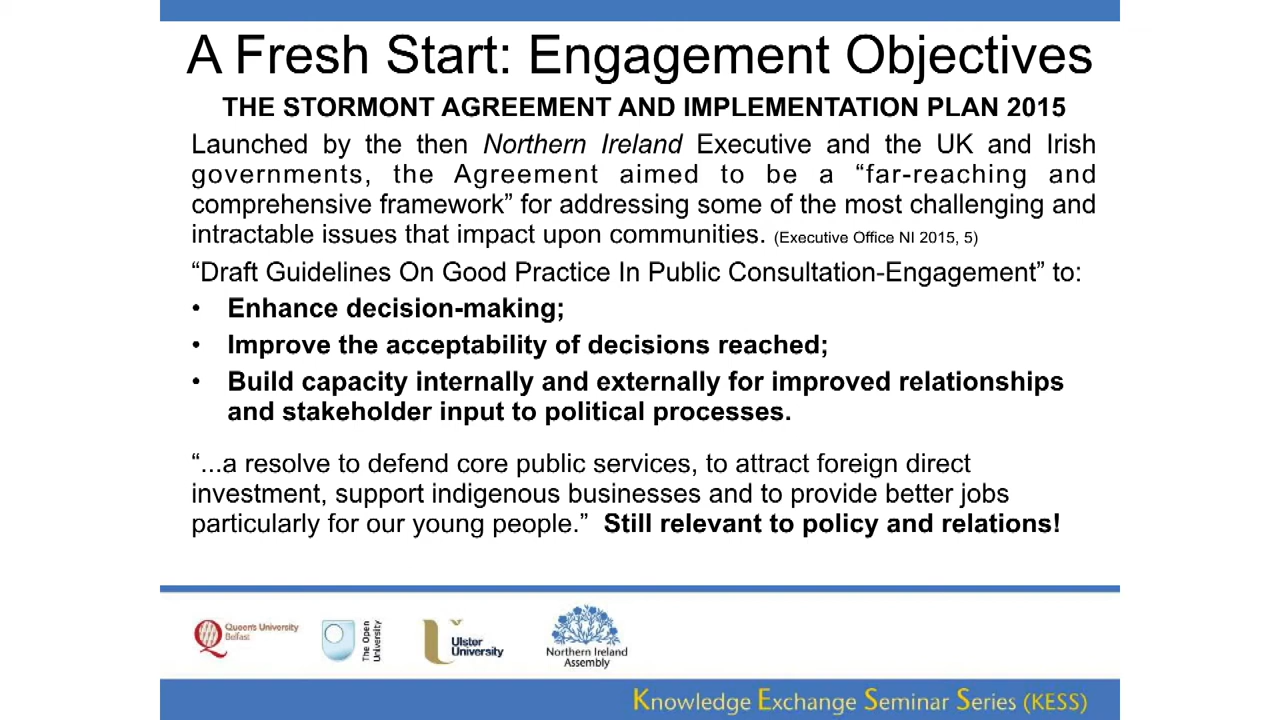 A Fresh Start: Engagement Objectives
THE STORMONT AGREEMENT AND IMPLEMENTATION PLAN 2015
Launched by the then Northern Ireland Executive and the UK and Irish
governments, the Agreement aimed to be a “far-reaching and
comprehensive framework” for addressing some of the most challenging and
intractable issues that impact upon communities. (Executive Office NI 2015, 5)
“Draft Guidelines On Good Practice In Public Consultation-Engagement” to:
• Enhance decision-making;
• Improve the acceptability of decisions reached;
• Build capacity internally and externally for improved relationships
and stakeholder input to political processes.
“...a resolve to defend core public services, to attract foreign direct
investment, support indigenous businesses and to provide better jobs
particularly for our young people.” Still relevant to policy and relations!
Queen's University
Belfast
The Open
University
Ulster
University
Northern Ireland
Assembly
Knowledge Exchange Seminar Series (KESS)